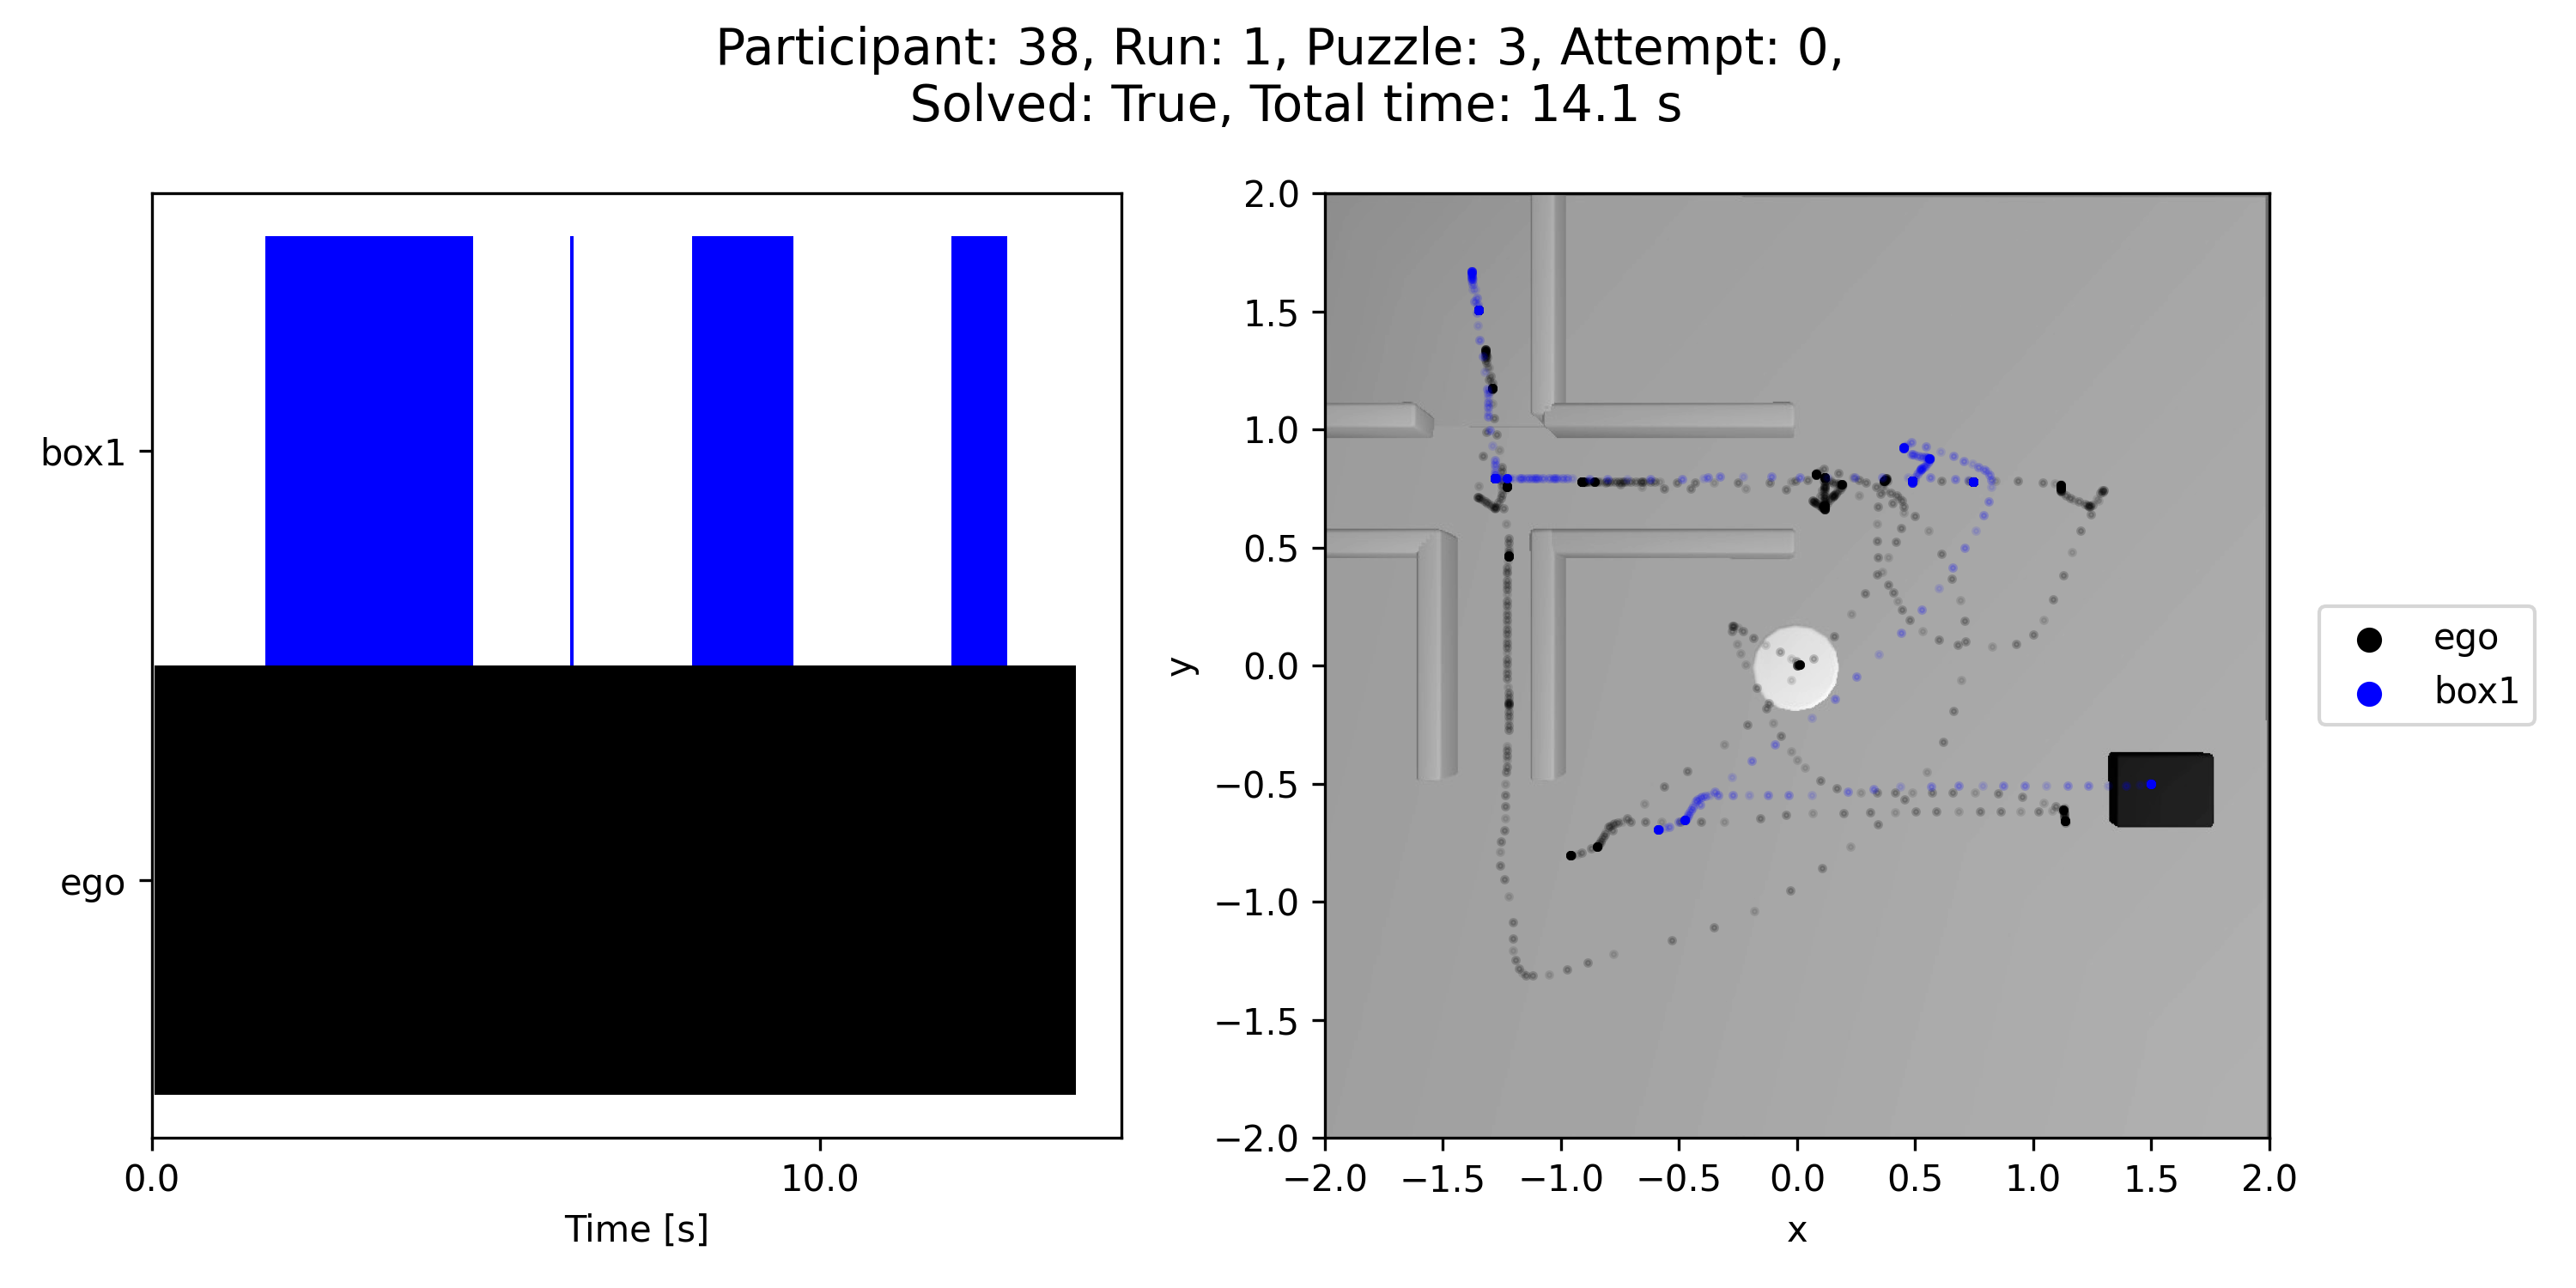 Participant: 38, Run: 1, Puzzle: 3, Attempt: 0,
Solved: True, Total time: 14.1 s
box1
ego
0.0
10.0
Time [s]
y
2.0
1.5
1.0
0.5
0.0
−0.5
−1.0
−1.5
−2.0
−2.0 −1.5 −1.0 −0.5 0.0 0.5 1.0 1.5 2.0
x
ego
box1